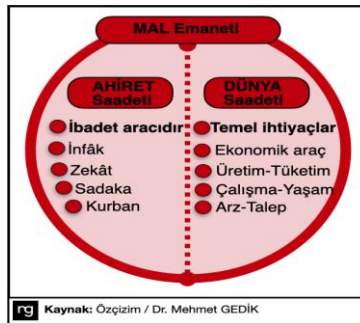 MAL Emaneti
AHİRET
Saadeti
İbadet aracıdır
İnfâk
Zekât
Sadaka
Kurban
DÜNYA
Saadeti
Temel ihtiyaçlar
Ekonomik araç
Üretim-Tüketim
Çalışma-Yaşam
Arz-Talep
ng Kaynak: Özçizim / Dr. Mehmet GEDİK